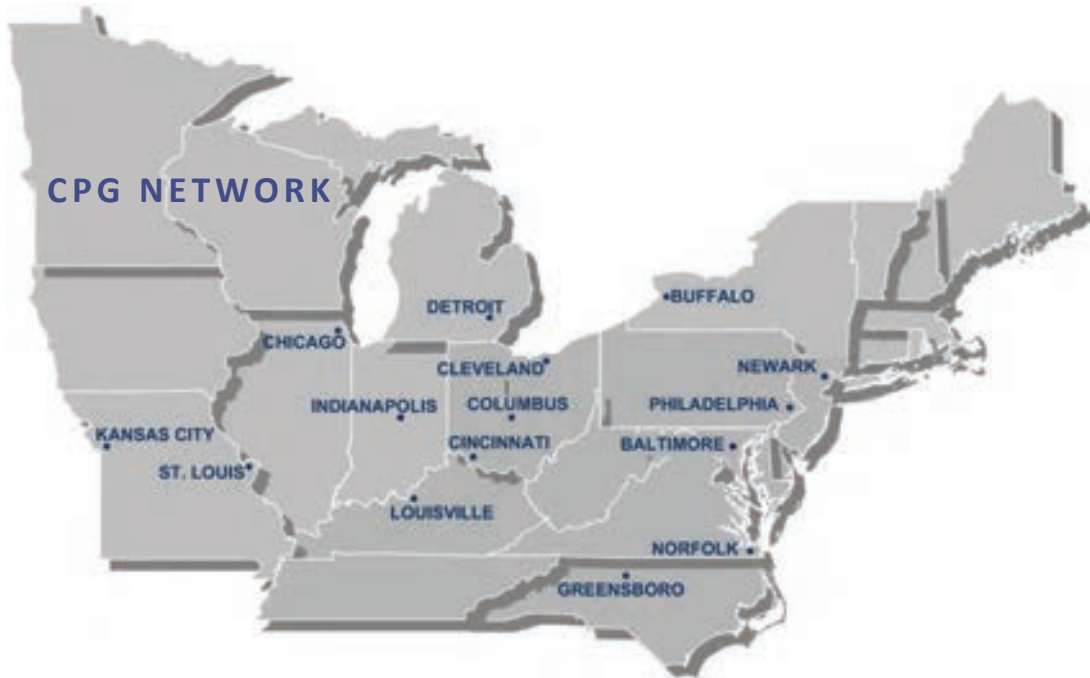 CPG NETWORK
BUFFALO
DETROIT
CHICAGO
CLEVELAND
NEWARK
INDIANAPOLIS
COLUMBUS
PHILADELPHIA
KANSAS CITY
CINCINNATI
BALTIMORE
ST. LOUIS
LOUISVILLE
NORFOLK
GREENSBORO